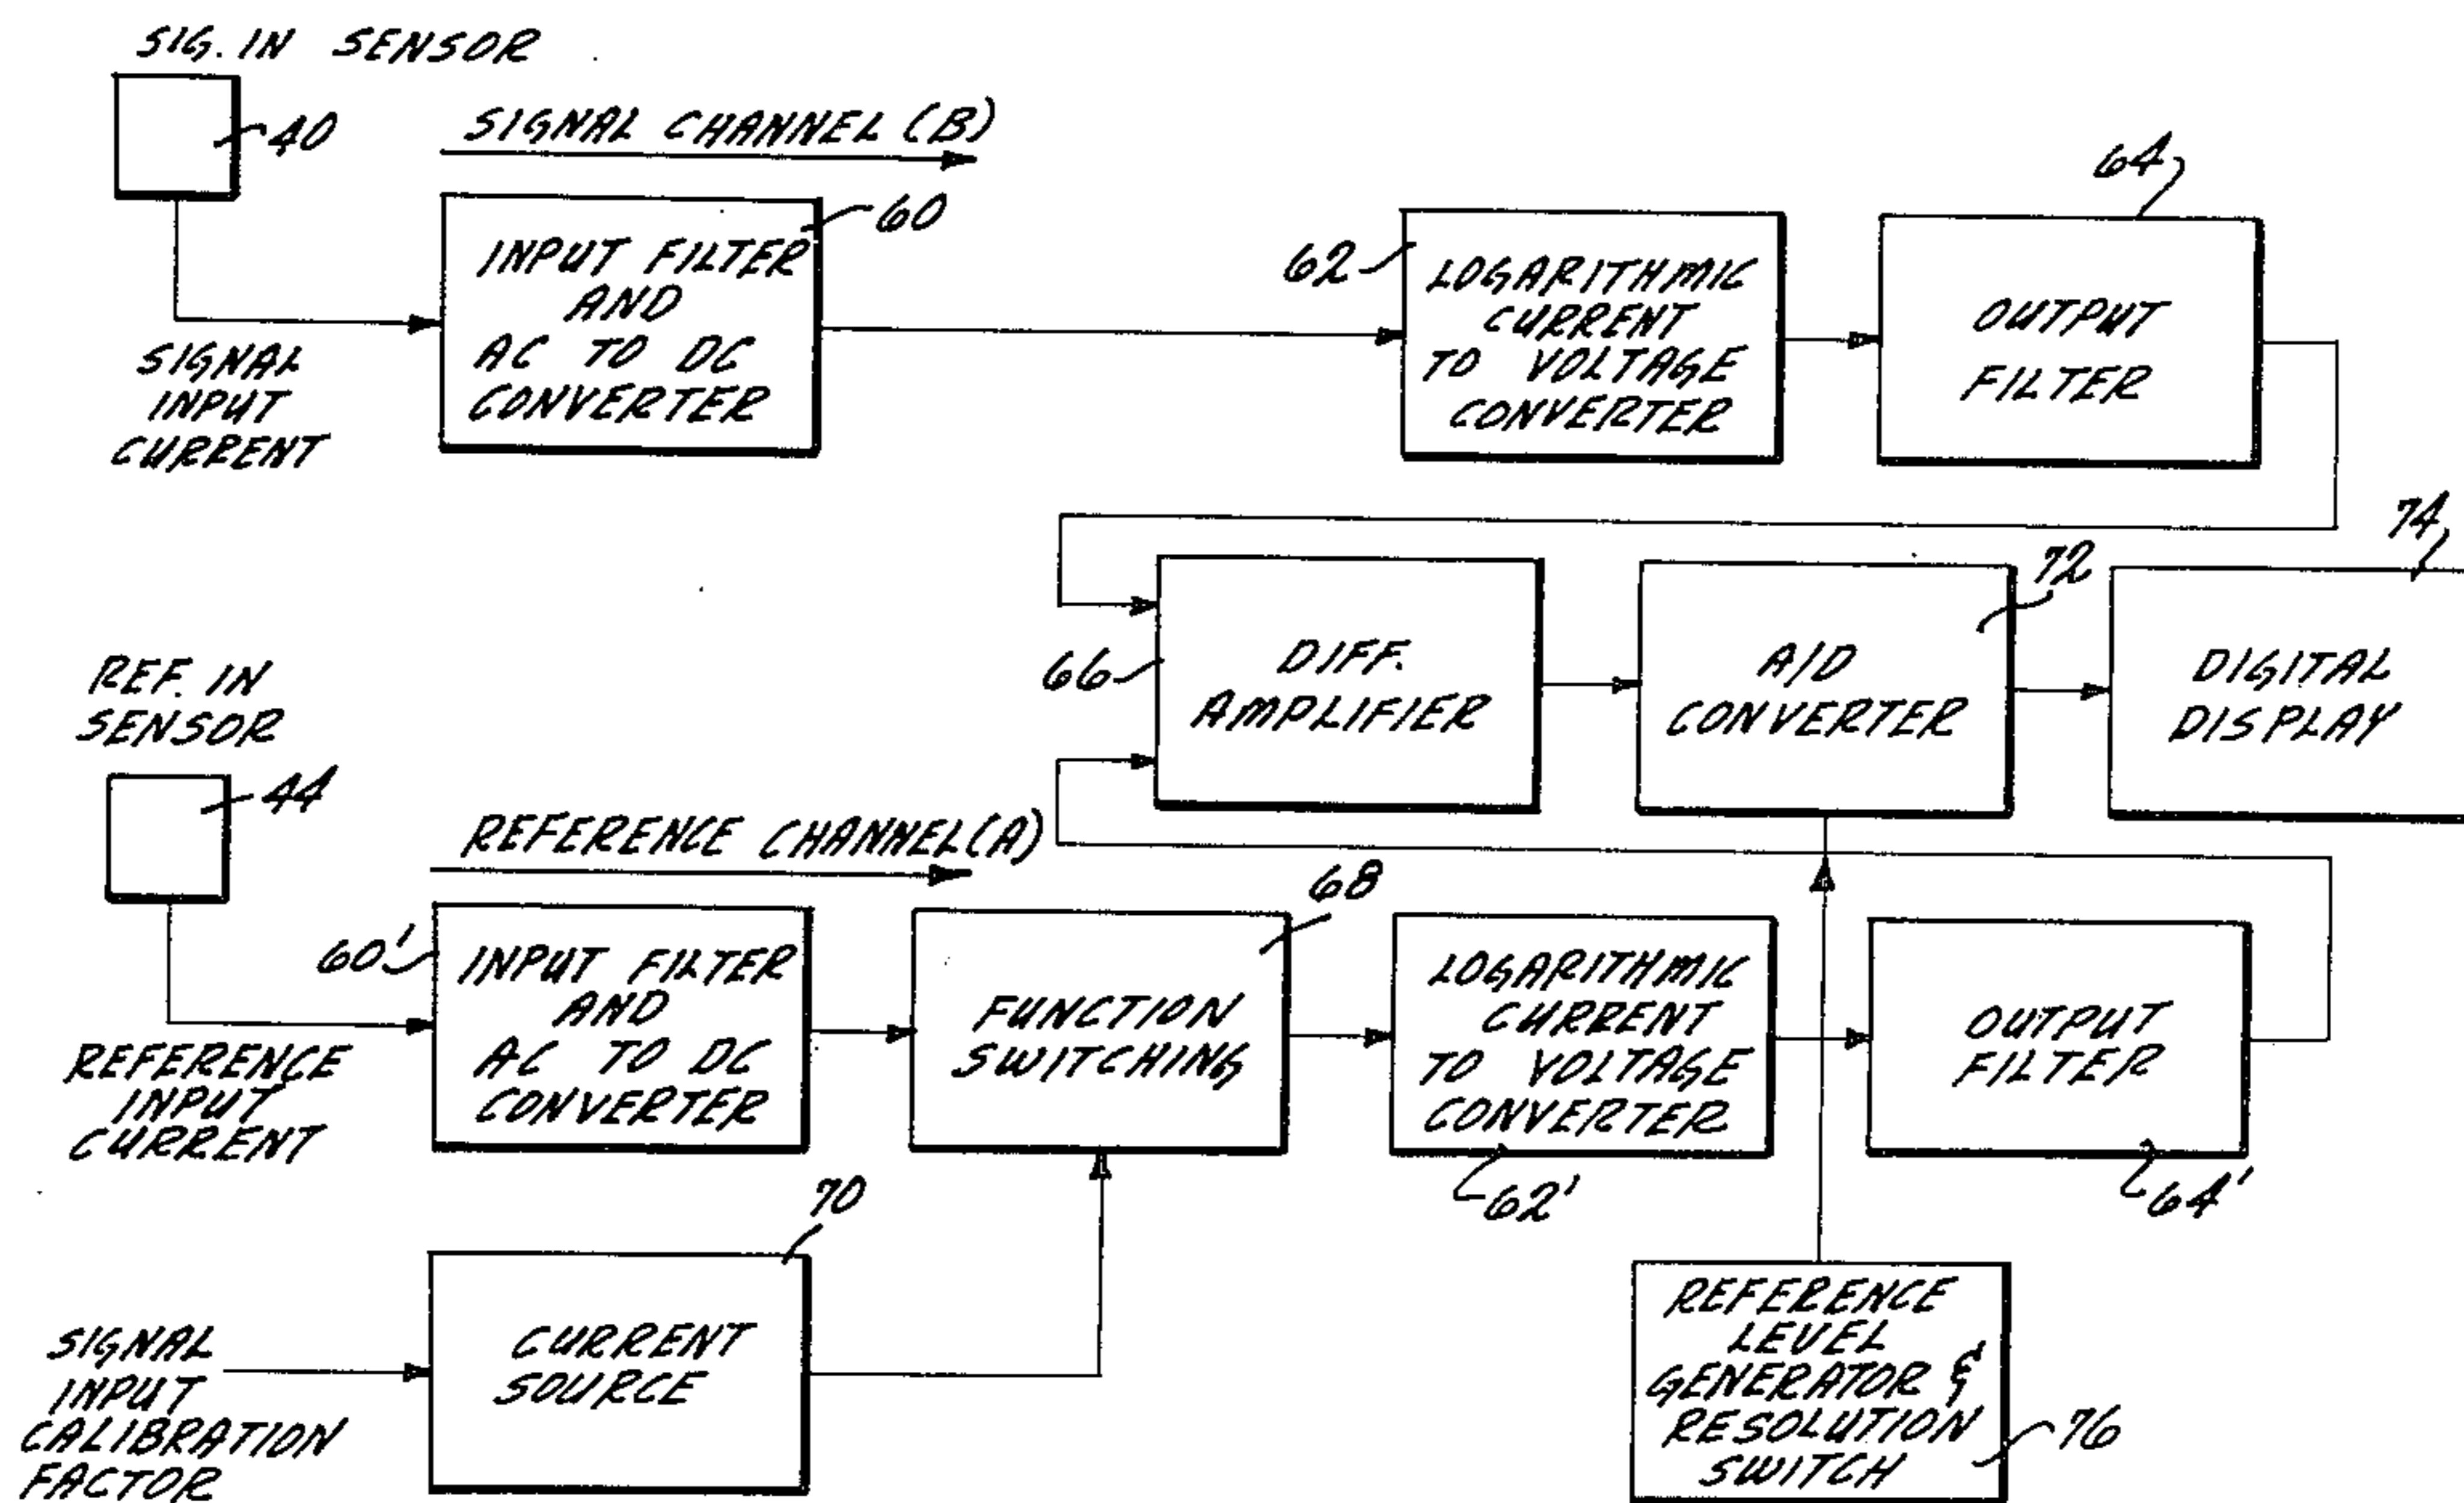 SIG. IN SENSOR
40
SIGNAL CHANNEL (B)
60
INPUT FILTER
AND
AC TO DC
CONVERTER
SIGNAL
INPUT
CURRENT
62
LOGARITHMIC
CURRENT
TO VOLTAGE
CONVERTER
64
OUTPUT
FILTER
66
DIFF.
AMPLIFIER
72
A/D
CONVERTER
74
DIGITAL
DISPLAY
REF. IN
SENSOR
44
REFERENCE CHANNEL (A)
60'
INPUT FILTER
AND
AC TO DC
CONVERTER
REFERENCE
INPUT
CURRENT
68
FUNCTION
SWITCHING
LOGARITHMIC
CURRENT
TO VOLTAGE
CONVERTER
62'
OUTPUT
FILTER
64'
70
SIGNAL
INPUT
CALIBRATION
FACTOR
CURRENT
SOURCE
REFERENCE
LEVEL
GENERATOR &
RESOLUTION
SWITCH
76